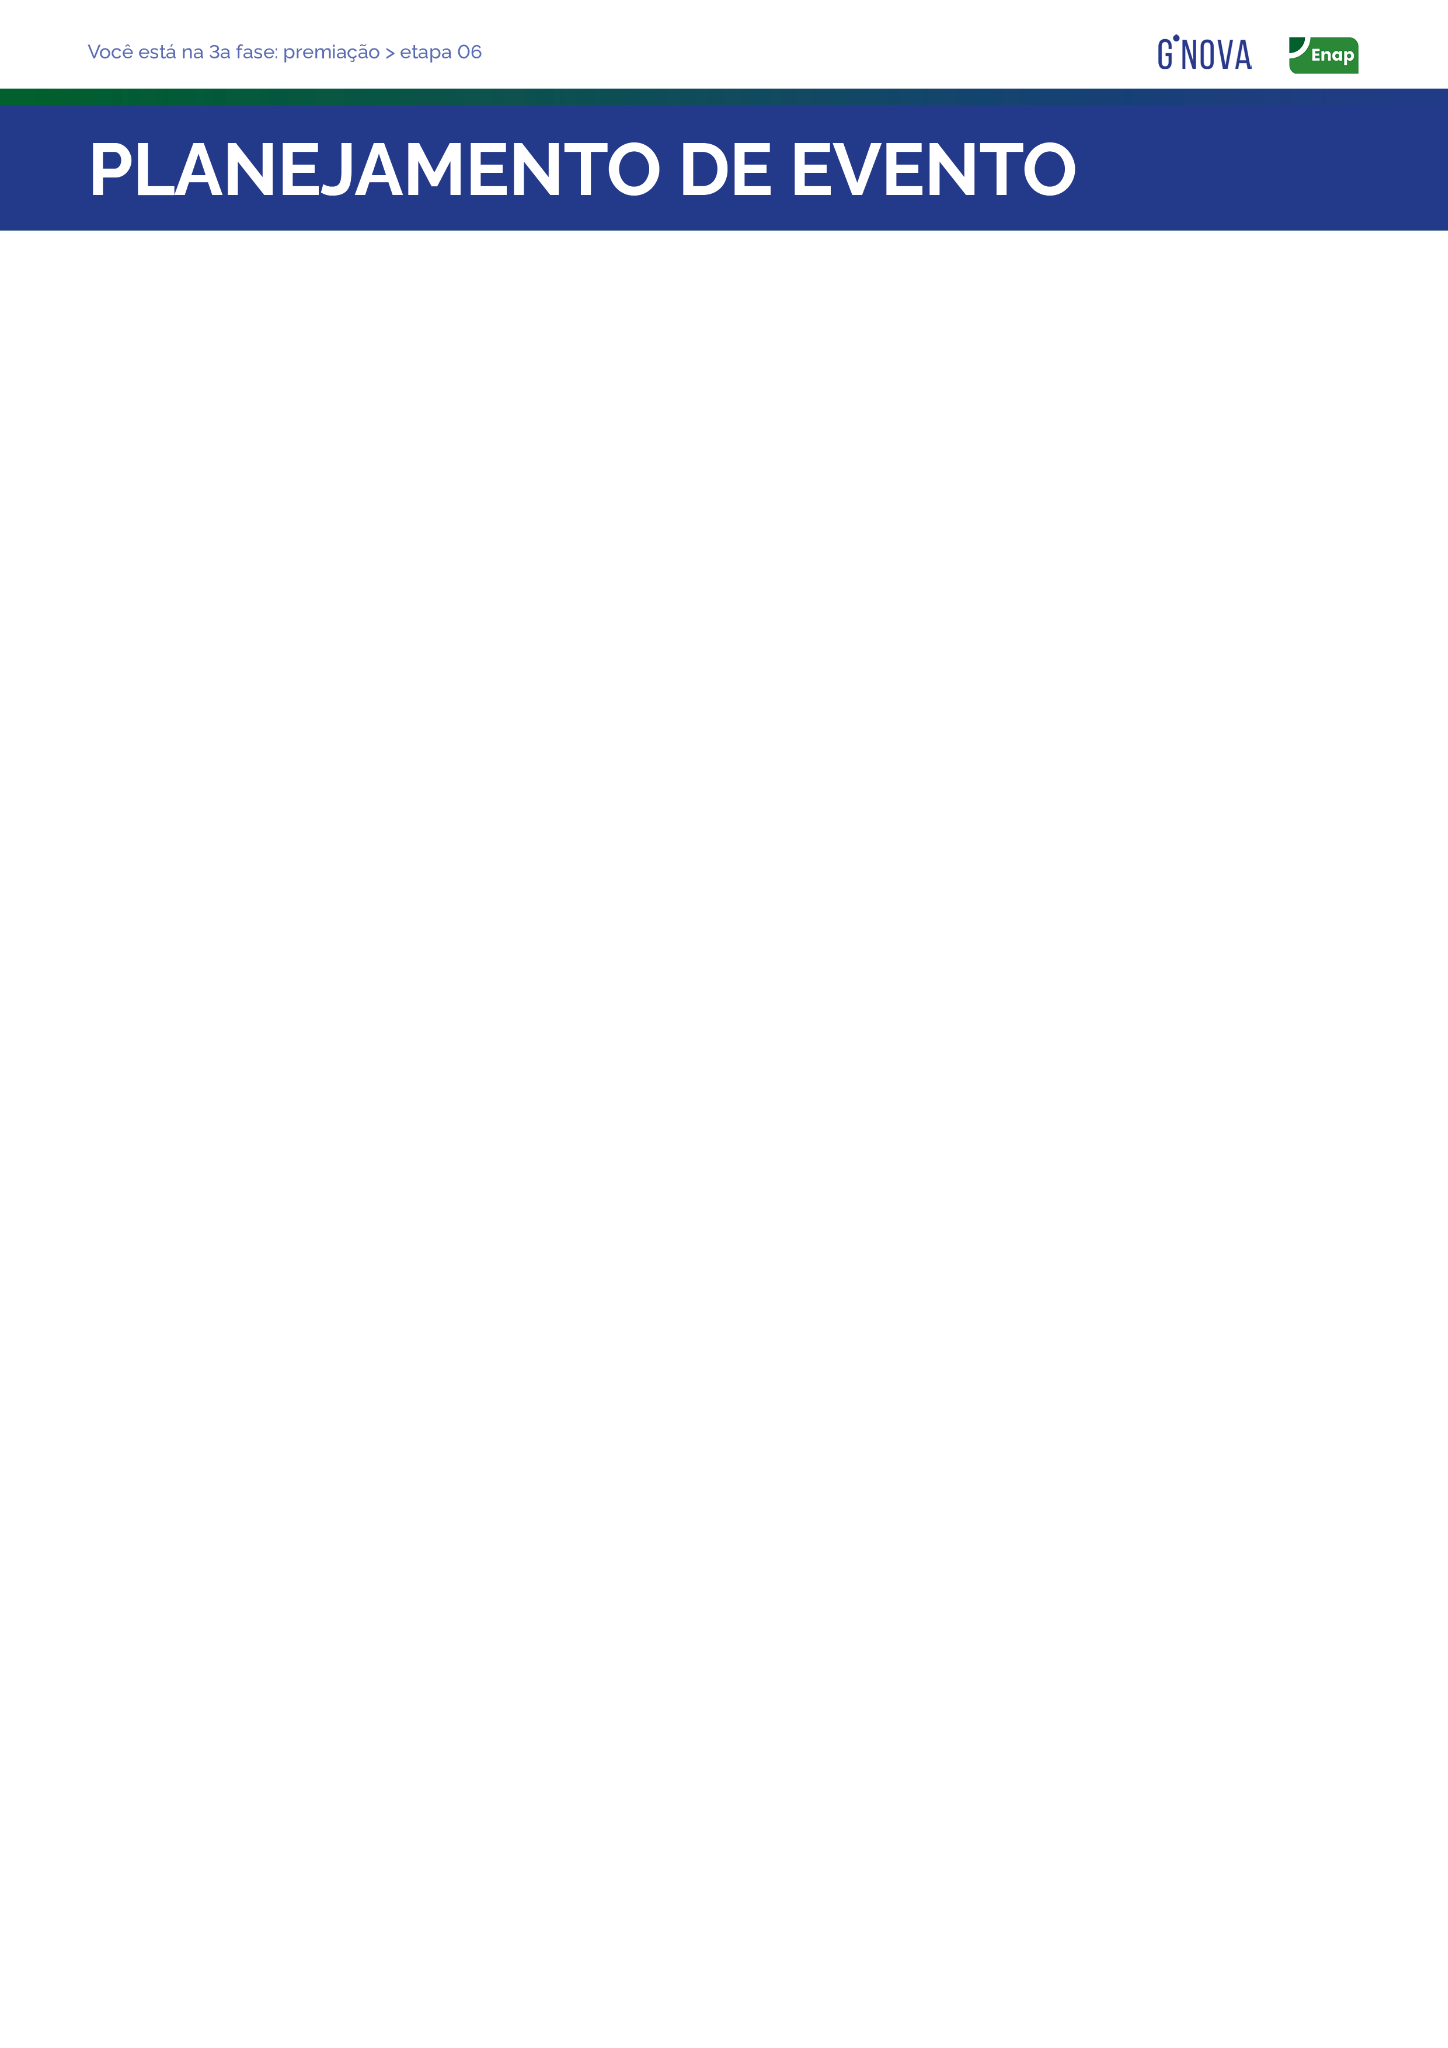 Você está na 3a fase: premiação > etapa 06
G'NOVA
Enap
PLANEJAMENTO DE EVENTO